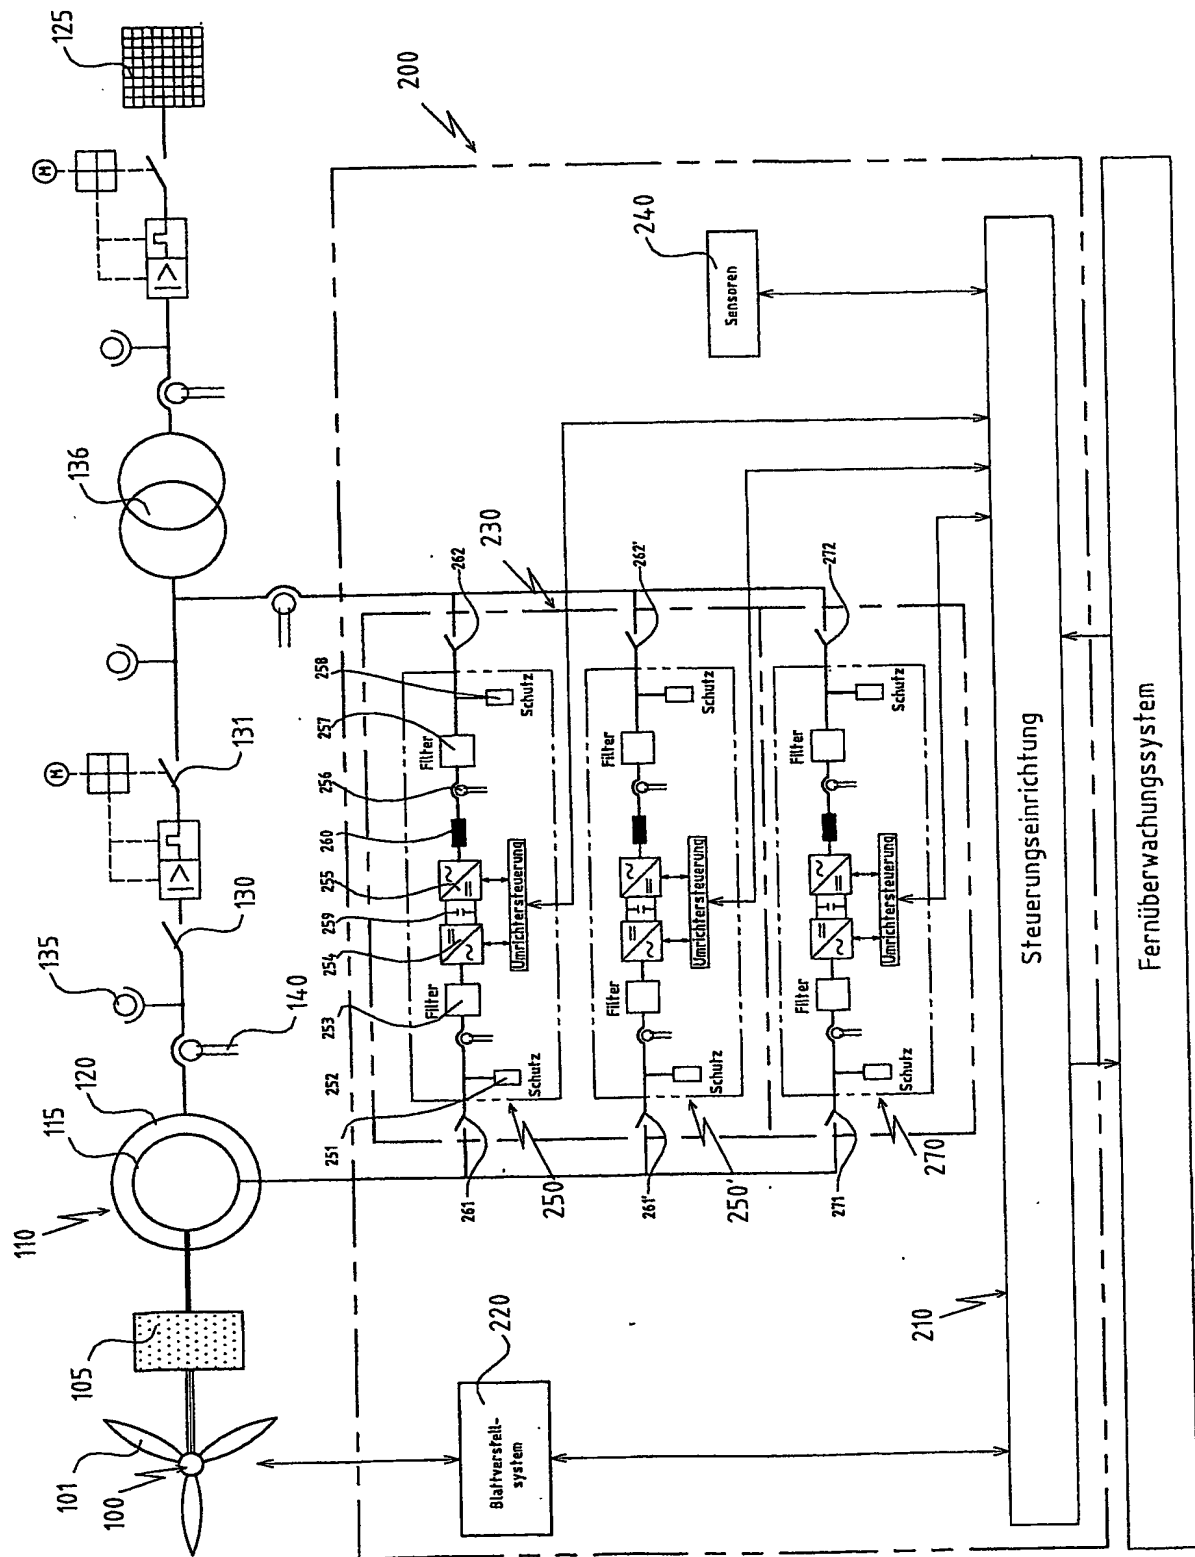 125
M
200
240
Sensoren
136
230
262
262'
272
258
Schutz
Schutz
Schutz
257
Filter
Filter
Filter
M
131
256
260
255
259
254
253
252
251
Umrichtersteuerung
Umrichtersteuerung
Umrichtersteuerung
130
135
140
Filter
Filter
Filter
Schutz
Schutz
Schutz
120
115
110
261
261'
271
250
250'
270
105
101
100
220
Blattverstell-
system
210
Steuerungseinrichtung
Fernüberwachungssystem